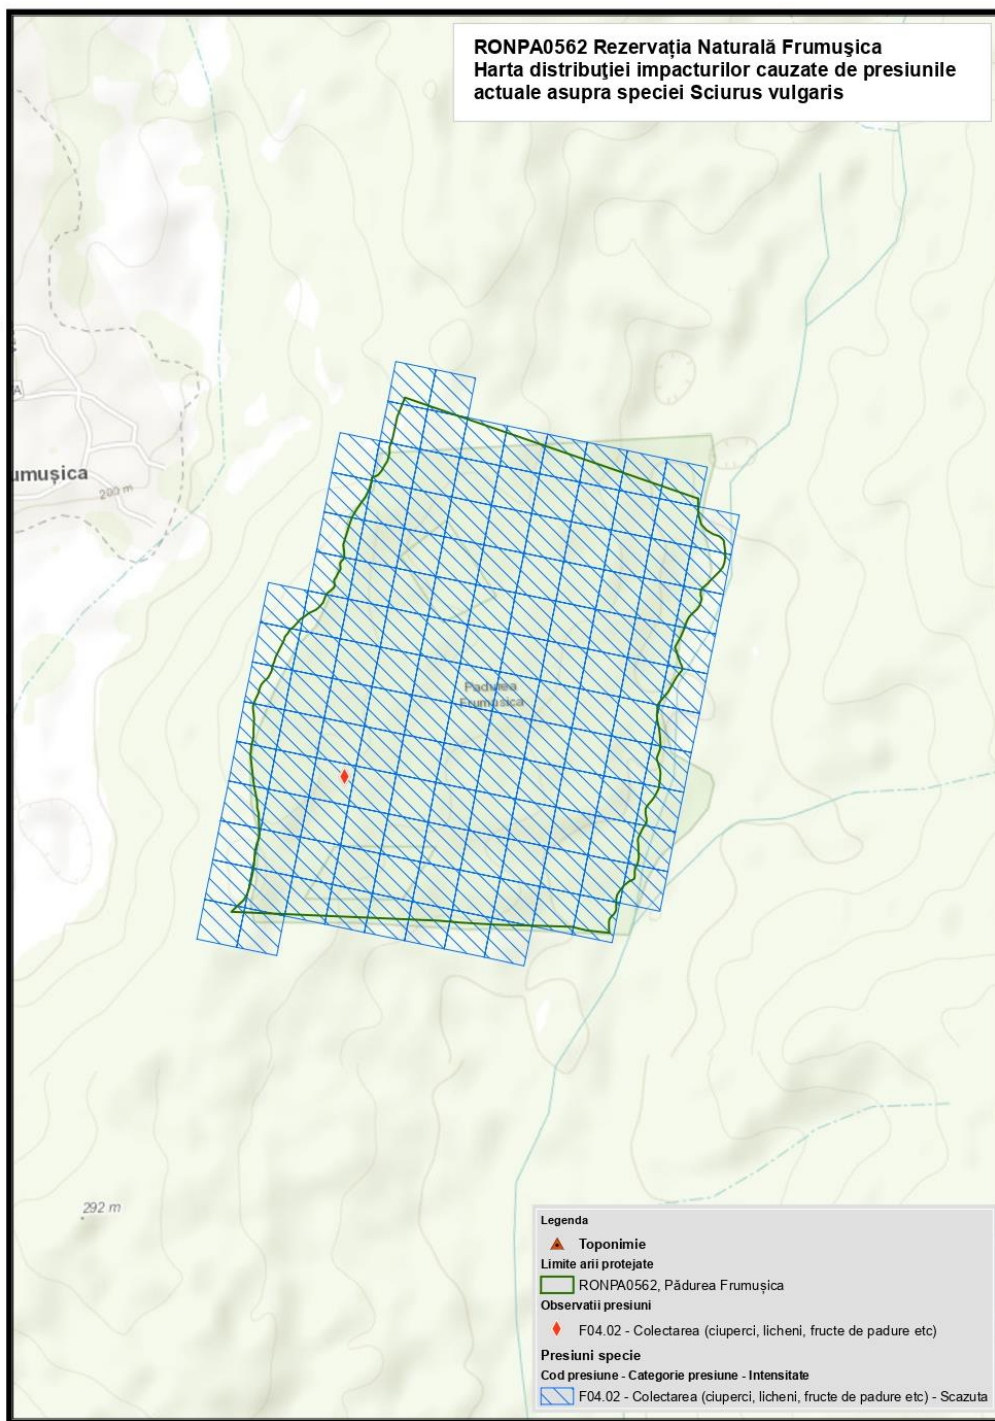 RONPA0562 Rezervația Naturală Frumușica
Harta distribuţiei impacturilor cauzate de presiunile
actuale asupra speciei Sciurus vulgaris
A
umușica
200 m
Padurea
Frumusica
292 m
Legenda
Toponimie
Limite arii protejate
RONPA0562, Pădurea Frumușica
Observatii presiuni
F04.02 - Colectarea (ciuperci, licheni, fructe de padure etc)
Presiuni specie
Cod presiune - Categorie presiune - Intensitate
F04.02 - Colectarea (ciuperci, licheni, fructe de padure etc) - Scazuta